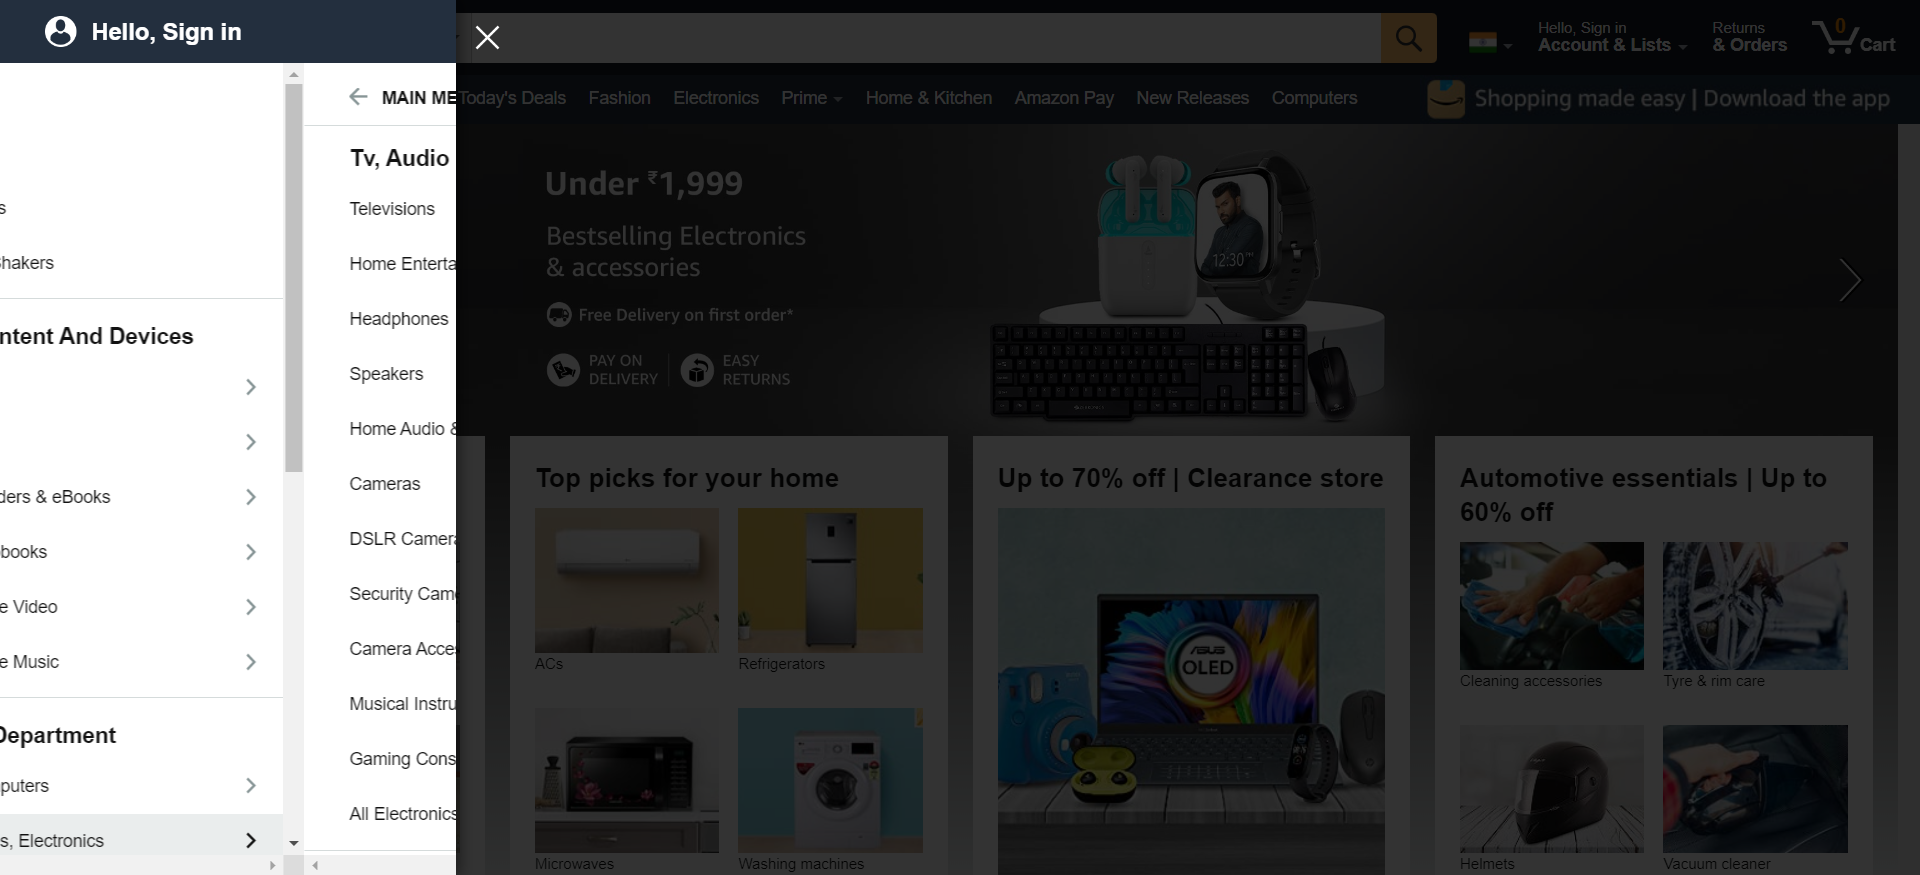 Hello, Sign in
MAIN ME
Tv, Audio
Televisions
Home Enterta
Headphones
Speakers
Home Audio &
Cameras
DSLR Camera
Security Came
Camera Acces
Musical Instru
Gaming Cons
All Electronics
s
Shakers
ntent And Devices
ders & eBooks
books
e Video
e Music
Department
puters
s, Electronics
Hello, Sign in
Account & Lists
Returns
& Orders
0
Cart
Today's Deals Fashion Electronics Prime Home & Kitchen Amazon Pay New Releases Computers
Shopping made easy | Download the app
Under ₹1,999
Bestselling Electronics
& accessories
Free Delivery on first order*
PAY ON
DELIVERY
EASY
RETURNS
12:30
Top picks for your home
ACs
Refrigerators
Microwaves
Washing machines
Up to 70% off | Clearance store
ASUS
OLED
Automotive essentials | Up to
60% off
Cleaning accessories
Tyre & rim care
Helmets
Vacuum cleaner